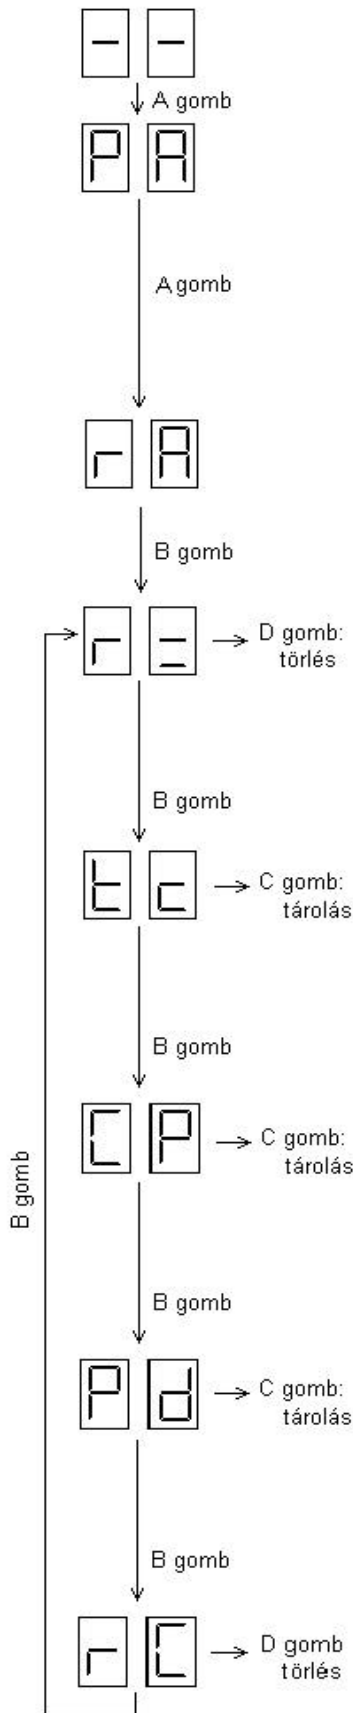 - -
A gomb
P A
A gomb
r A
B gomb
r =
D gomb:
törlés
B gomb
t c
C gomb:
tárolás
B gomb
C P
C gomb:
tárolás
B gomb
B gomb
P d
C gomb:
tárolás
B gomb
r C
D gomb
törlés